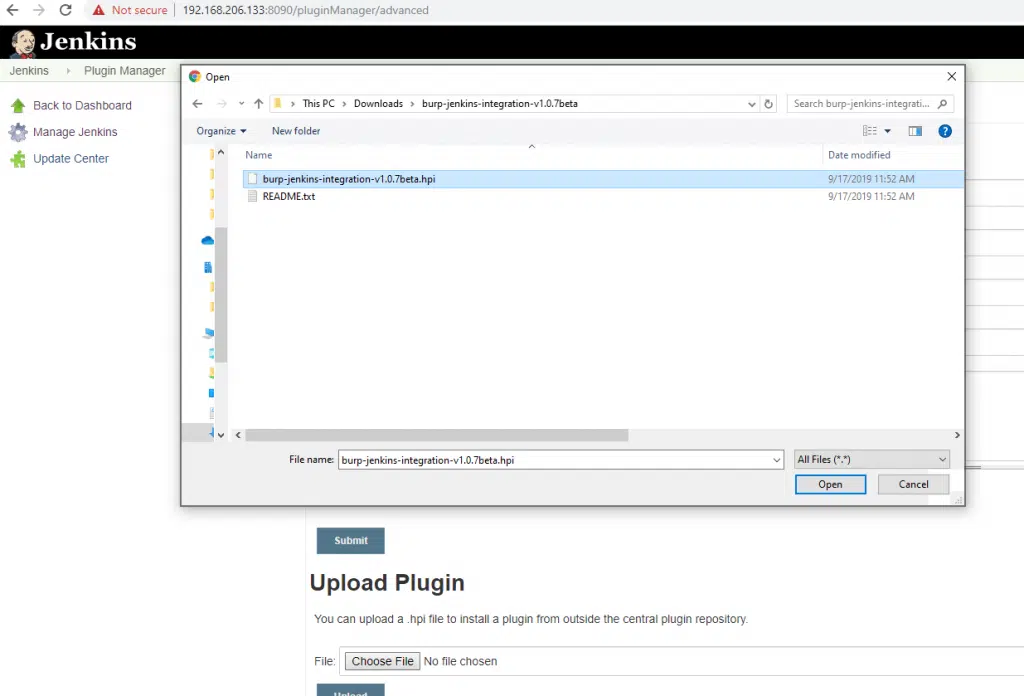 Not secure | 192.168.206.133:8090/pluginManager/advanced
Jenkins
Jenkins
Plugin Manager
Back to Dashboard
Manage Jenkins
Update Center
Open
This PC > Downloads > burp-jenkins-integration-v1.0.7beta
Search burp-jenkins-integrati...
Organize
New folder
?
Name
Date modified
burp-jenkins-integration-v1.0.7beta.hpi
9/17/2019 11:52 AM
README.txt
9/17/2019 11:52 AM
File name:
burp-jenkins-integration-v1.0.7beta.hpi
All Files (*.*)
Open
Cancel
Submit
Upload Plugin
You can upload a .hpi file to install a plugin from outside the central plugin repository.
File:
Choose File
No file chosen
Upload